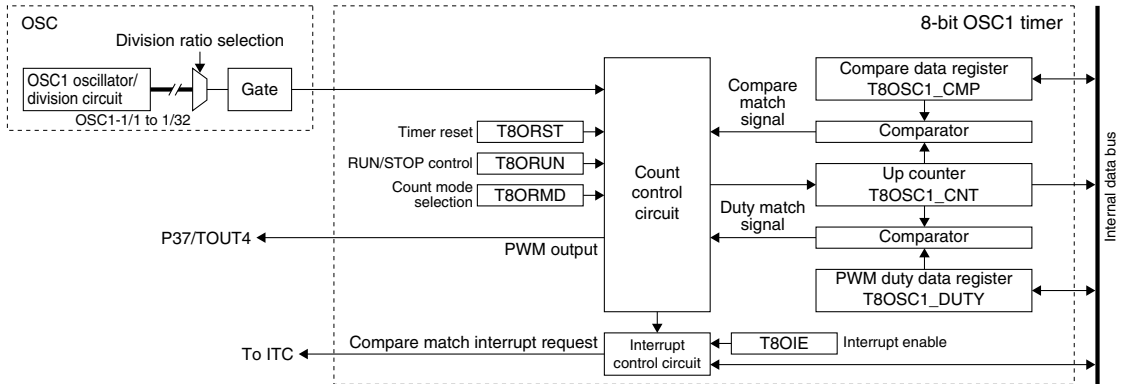 OSC
8-bit OSC1 timer
Division ratio selection
OSC1 oscillator/
division circuit
Gate
OSC1-1/1 to 1/32
Compare data register
T8OSC1_CMP
Compare
match
signal
Comparator
Timer reset
T8ORST
RUN/STOP control
T8ORUN
Count mode
selection
T8ORMD
Count
control
circuit
Up counter
T8OSC1_CNT
Duty match
signal
Comparator
P37/TOUT4
PWM output
PWM duty data register
T8OSC1_DUTY
Internal data bus
To ITC
Compare match interrupt request
Interrupt
control circuit
T8OIE
Interrupt enable